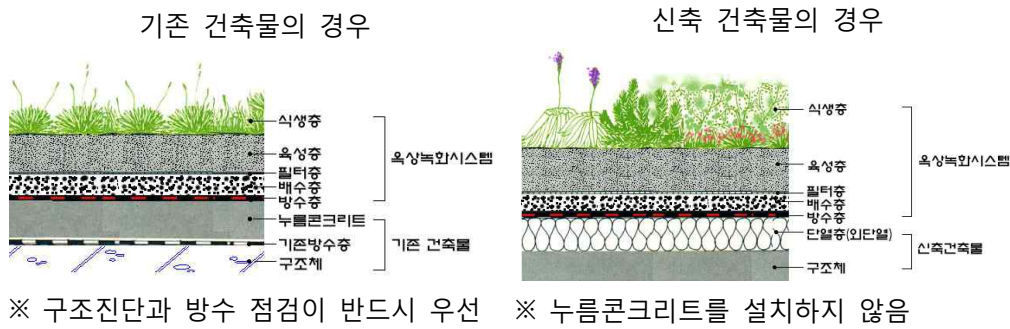 기존 건축물의 경우
식생층
육성층
필터층
배수층
방수층
누름콘크리트
기존방수층
구조체
옥상녹화시스템
기존 건축물
※ 구조진단과 방수 점검이 반드시 우선
신축 건축물의 경우
식생층
육성층
필터층
배수층
방수층
단열층(외단열)
구조체
옥상녹화시스템
신축건축물
※ 누름콘크리트를 설치하지 않음